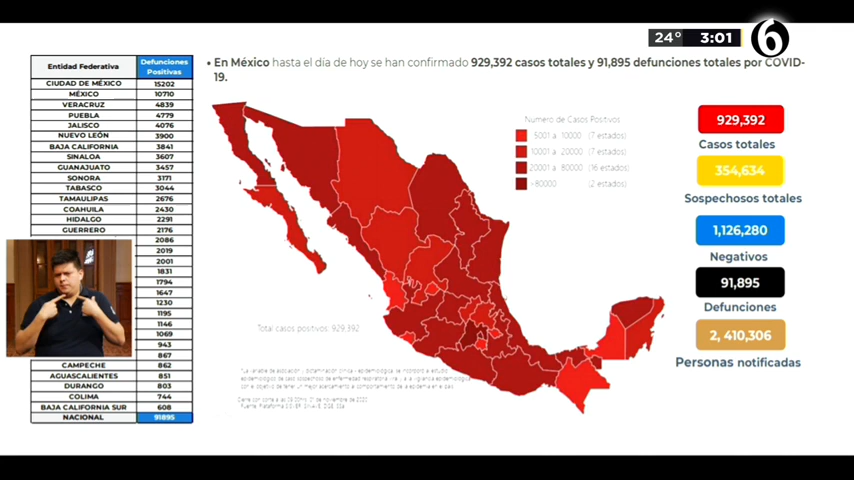 24° 3:01 6
Entidad Federativa Defunciones Positivas
CIUDAD DE MÉXICO 15202
MÉXICO 10710
VERACRUZ 4839
PUEBLA 4779
JALISCO 4076
NUEVO LEÓN 3900
BAJA CALIFORNIA 3841
SINALOA 3607
GUANAJUATO 3457
SONORA 3171
TABASCO 3044
TAMAULIPAS 2676
COAHUILA 2430
HIDALGO 2291
GUERRERO 2176
2086
2019
2001
1831
1794
1647
1230
1195
1146
1069
943
867
CAMPECHE 862
AGUASCALIENTES 851
DURANGO 803
COLIMA 744
BAJA CALIFORNIA SUR 608
NACIONAL 91895
• En México hasta el día de hoy se han confirmado 929,392 casos totales y 91,895 defunciones totales por COVID-
19.
Numero de Casos Positivos
5001 a 10000 (7 estados)
10001 a 20000 (7 estados)
20001 a 80000 (16 estados)
>80000 (2 estados)
Total casos positivos: 929,392
929,392
Casos totales
354,634
Sospechosos totales
1,126,280
Negativos
91,895
Defunciones
2, 410,306
Personas notificadas